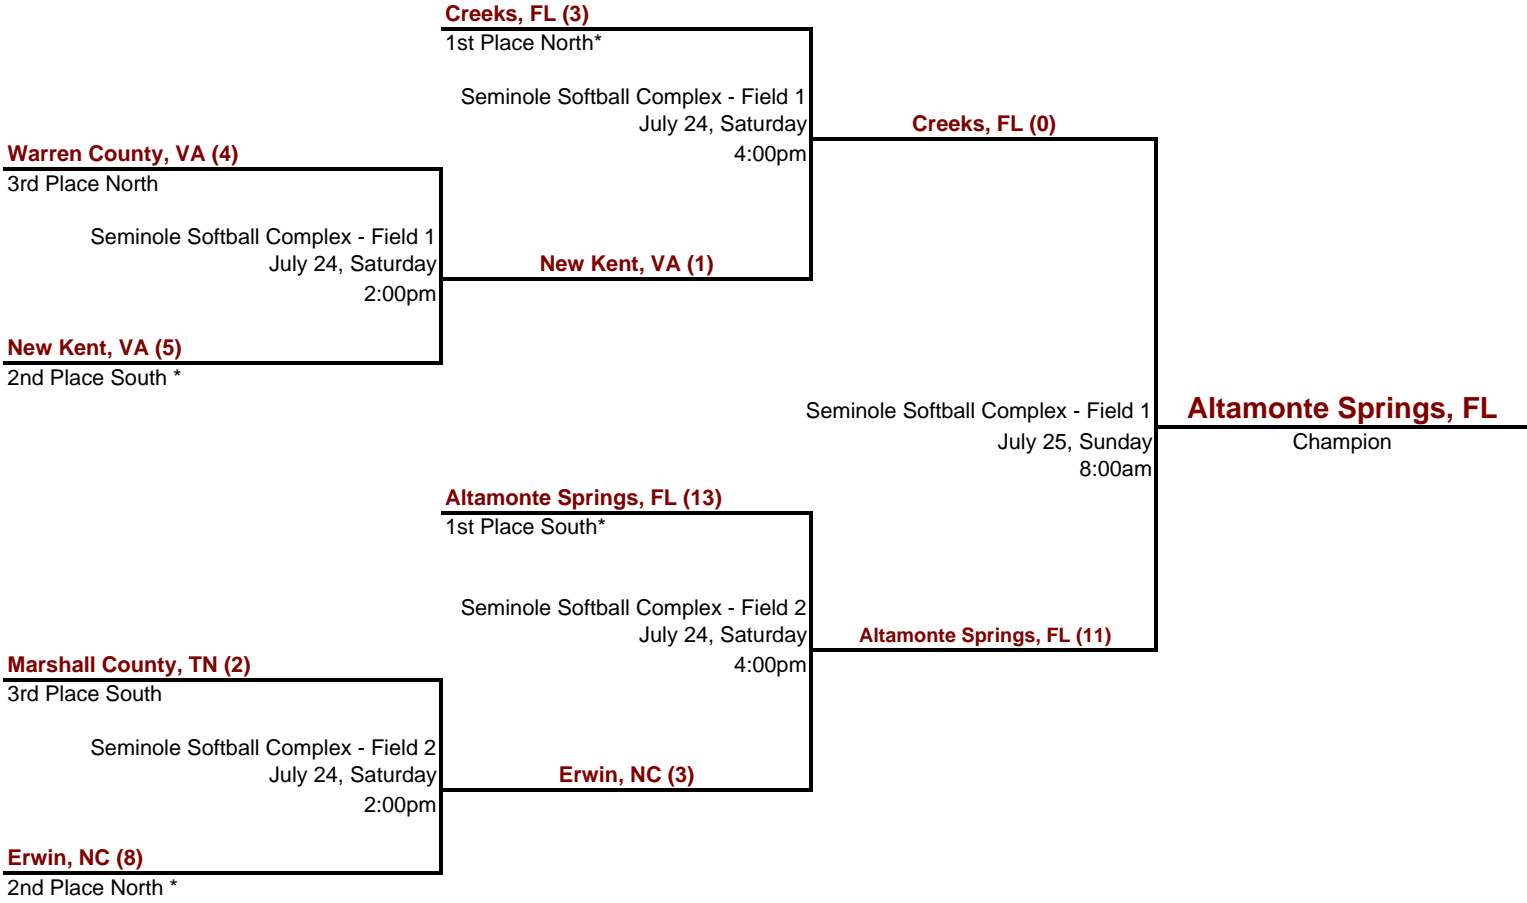 Creeks, FL (3)
1st Place North*
Seminole Softball Complex - Field 1
July 24, Saturday
4:00pm
Creeks, FL (0)
Warren County, VA (4)
3rd Place North
Seminole Softball Complex - Field 1
July 24, Saturday
2:00pm
New Kent, VA (1)
New Kent, VA (5)
2nd Place South *
Seminole Softball Complex - Field 1
July 25, Sunday
8:00am
Altamonte Springs, FL
Champion
Altamonte Springs, FL (13)
1st Place South*
Seminole Softball Complex - Field 2
July 24, Saturday
4:00pm
Altamonte Springs, FL (11)
Marshall County, TN (2)
3rd Place South
Seminole Softball Complex - Field 2
July 24, Saturday
2:00pm
Erwin, NC (3)
Erwin, NC (8)
2nd Place North *